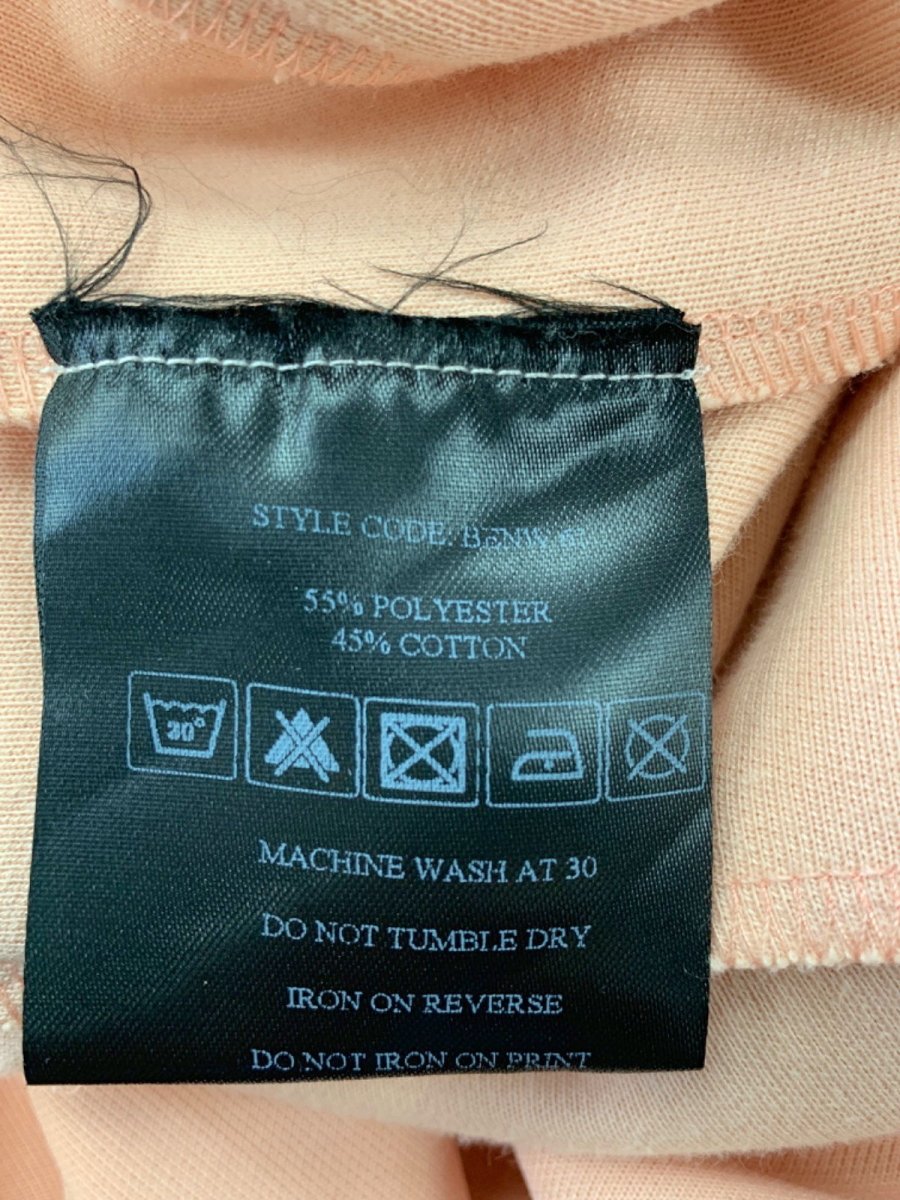 STYLE CODE:
55% POLYESTER
45% COTTON
30°
MACHINE WASH AT 30
DO NOT TUMBLE DRY
IRON ON REVERSE
DO NOT IRON ON PRINT